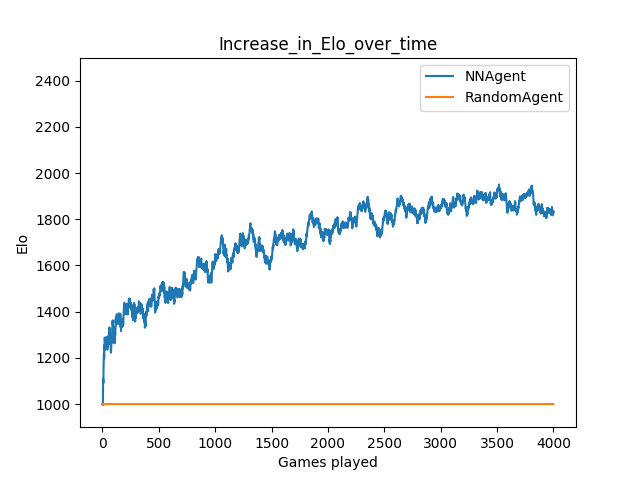 Increase_in_Elo_over_time
NNAgent
RandomAgent
Elo
2400
2200
2000
1800
1600
1400
1200
1000
0 500 1000 1500 2000 2500 3000 3500 4000
Games played